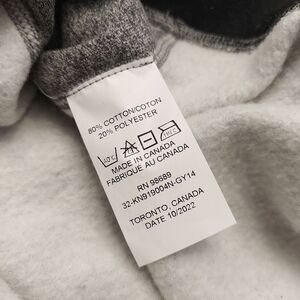 80% COTTON/COTON
20% POLYESTER
MADE IN CANADA
FABRIQUE AU CANADA
RN 98689
32-KN919004N-GY14
TORONTO, CANADA
DATE 10/2022